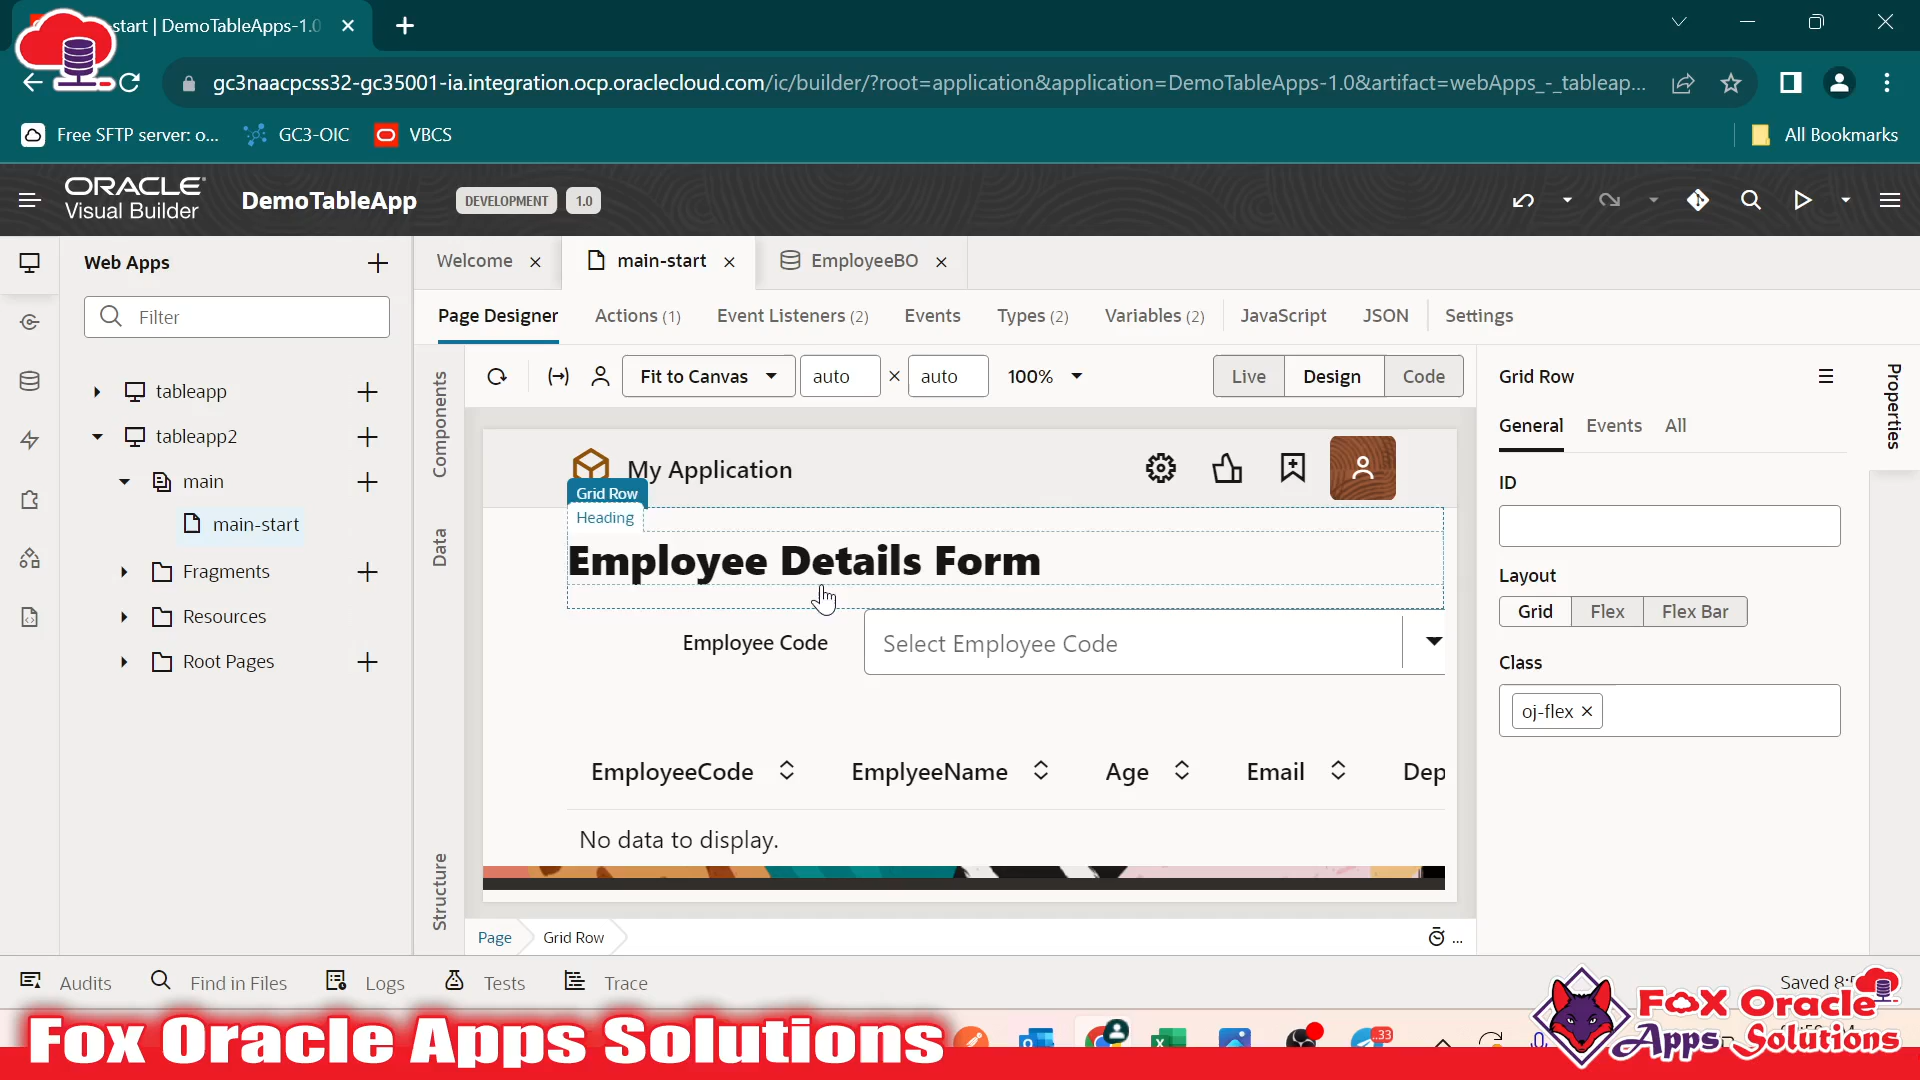 start | DemoTableApps-1.0
gc3naacpcss32-gc35001-ia.integration.ocp.oraclecloud.com/ic/builder/?root=application&application=DemoTableApps-1.0&artifact=webApps_-_tableap...
Free SFTP server: o...
GC3-OIC
VBCS
All Bookmarks
ORACLE
Visual Builder
DemoTableApp
DEVELOPMENT
1.0
Web Apps
Welcome
main-start
EmployeeBO
Filter
Page Designer
Actions (1)
Event Listeners (2)
Events
Types (2)
Variables (2)
JavaScript
JSON
Settings
tableapp
tableapp2
main
main-start
Fragments
Resources
Root Pages
Components
Data
Structure
Fit to Canvas
auto
×
auto
100%
Live
Design
Code
My Application
Grid Row
Heading
Employee Details Form
Employee Code
Select Employee Code
EmployeeCode
EmplyeeName
Age
Email
Dep
No data to display.
Page
Grid Row
...
Grid Row
Properties
General
Events
All
ID
Layout
Grid
Flex
Flex Bar
Class
oj-flex
Audits
Find in Files
Logs
Tests
Trace
Saved 8:
Fox Oracle Apps Solutions
33
Fox Oracle
Apps Solutions